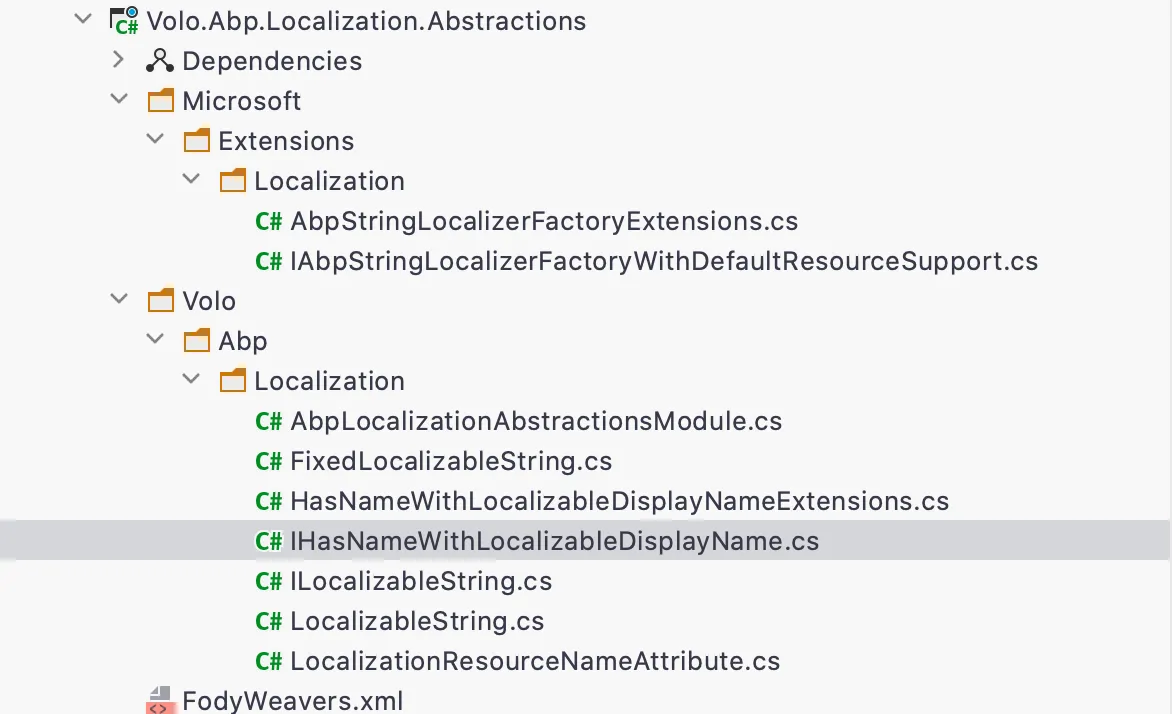 C# Volo.Abp.Localization.Abstractions
Dependencies
Microsoft
Extensions
Localization
C# AbpStringLocalizerFactoryExtensions.cs
C# IAbpStringLocalizerFactoryWithDefaultResourceSupport.cs
Volo
Abp
Localization
C# AbpLocalizationAbstractionsModule.cs
C# FixedLocalizableString.cs
C# HasNameWithLocalizableDisplayNameExtensions.cs
C# IHasNameWithLocalizableDisplayName.cs
C# ILocalizableString.cs
C# LocalizableString.cs
C# LocalizationResourceNameAttribute.cs
<> FodyWeavers.xml